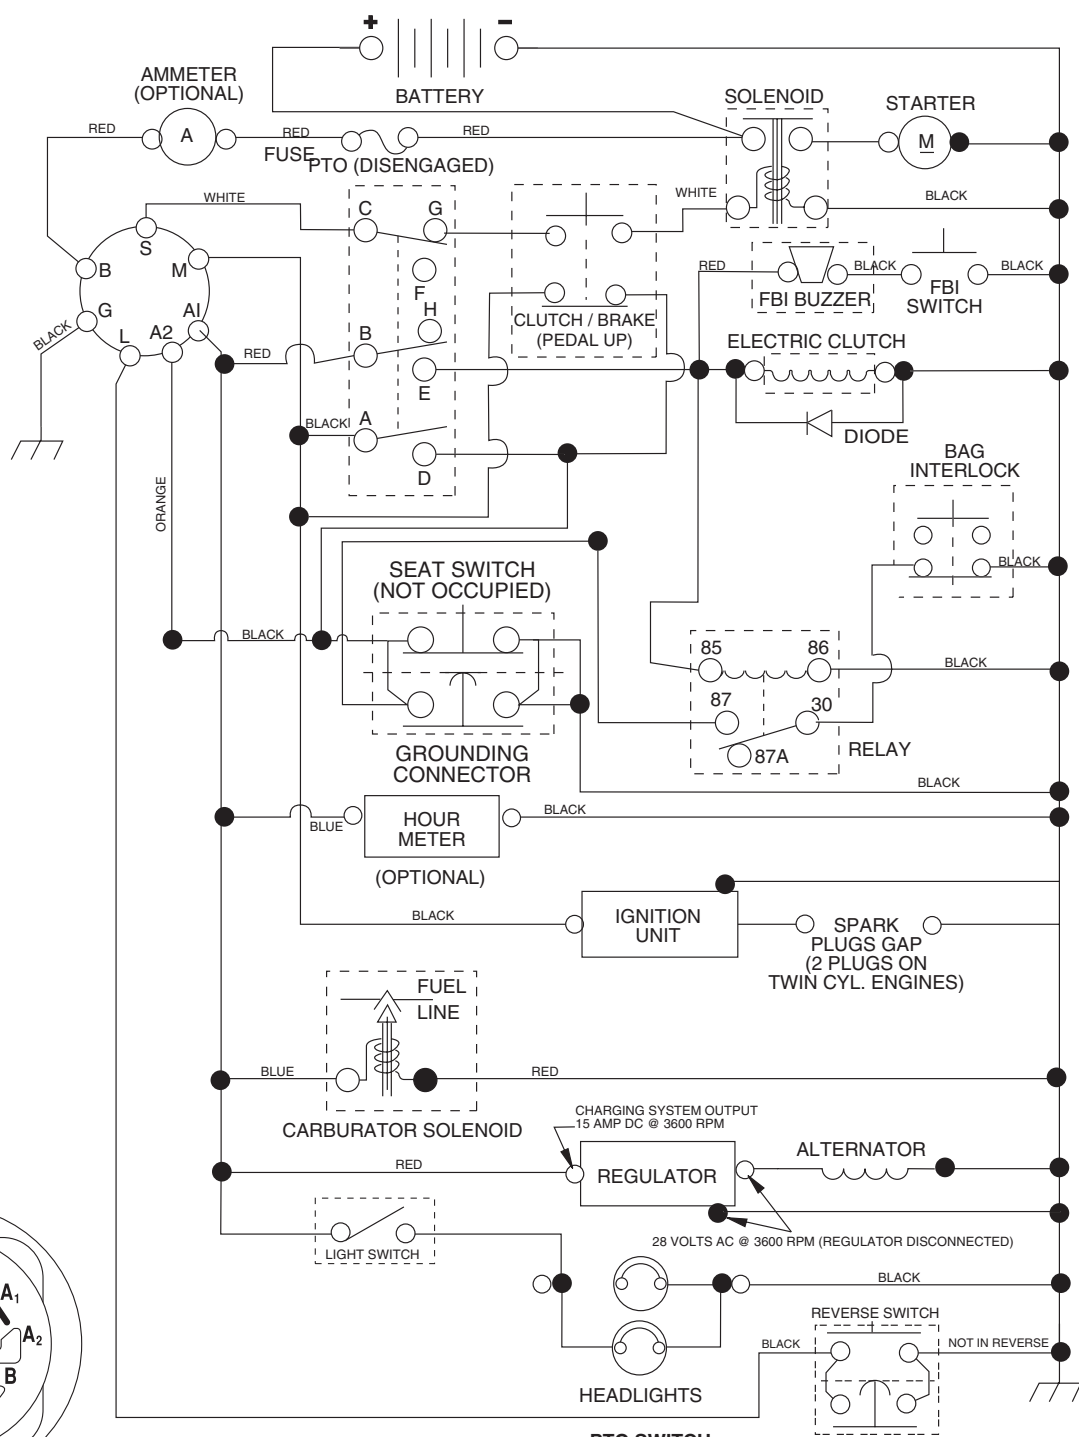 + -
BATTERY
AMMETER
(OPTIONAL)
SOLENOID
STARTER
RED
A
RED
FUSE
RED
PTO (DISENGAGED)
M
WHITE
WHITE
BLACK
C G
S
B
M
F
H
G
L
A2
AI
BLACK
RED
B
E
BLACK
A
D
ORANGE
CLUTCH / BRAKE
(PEDAL UP)
RED
BLACK
BLACK
FBI BUZZER
FBI
SWITCH
ELECTRIC CLUTCH
DIODE
BAG
INTERLOCK
BLACK
SEAT SWITCH
(NOT OCCUPIED)
BLACK
85 86
BLACK
87 30
87A
RELAY
GROUNDING
CONNECTOR
BLACK
BLUE
HOUR
METER
BLACK
(OPTIONAL)
BLACK
IGNITION
UNIT
SPARK
PLUGS GAP
(2 PLUGS ON
TWIN CYL. ENGINES)
FUEL
LINE
BLUE
RED
CARBURATOR SOLENOID
CHARGING SYSTEM OUTPUT
15 AMP DC @ 3600 RPM
RED
REGULATOR
ALTERNATOR
28 VOLTS AC @ 3600 RPM (REGULATOR DISCONNECTED)
LIGHT SWITCH
BLACK
HEADLIGHTS
REVERSE SWITCH
BLACK
NOT IN REVERSE
A1
A2
B
PTO SWITCH